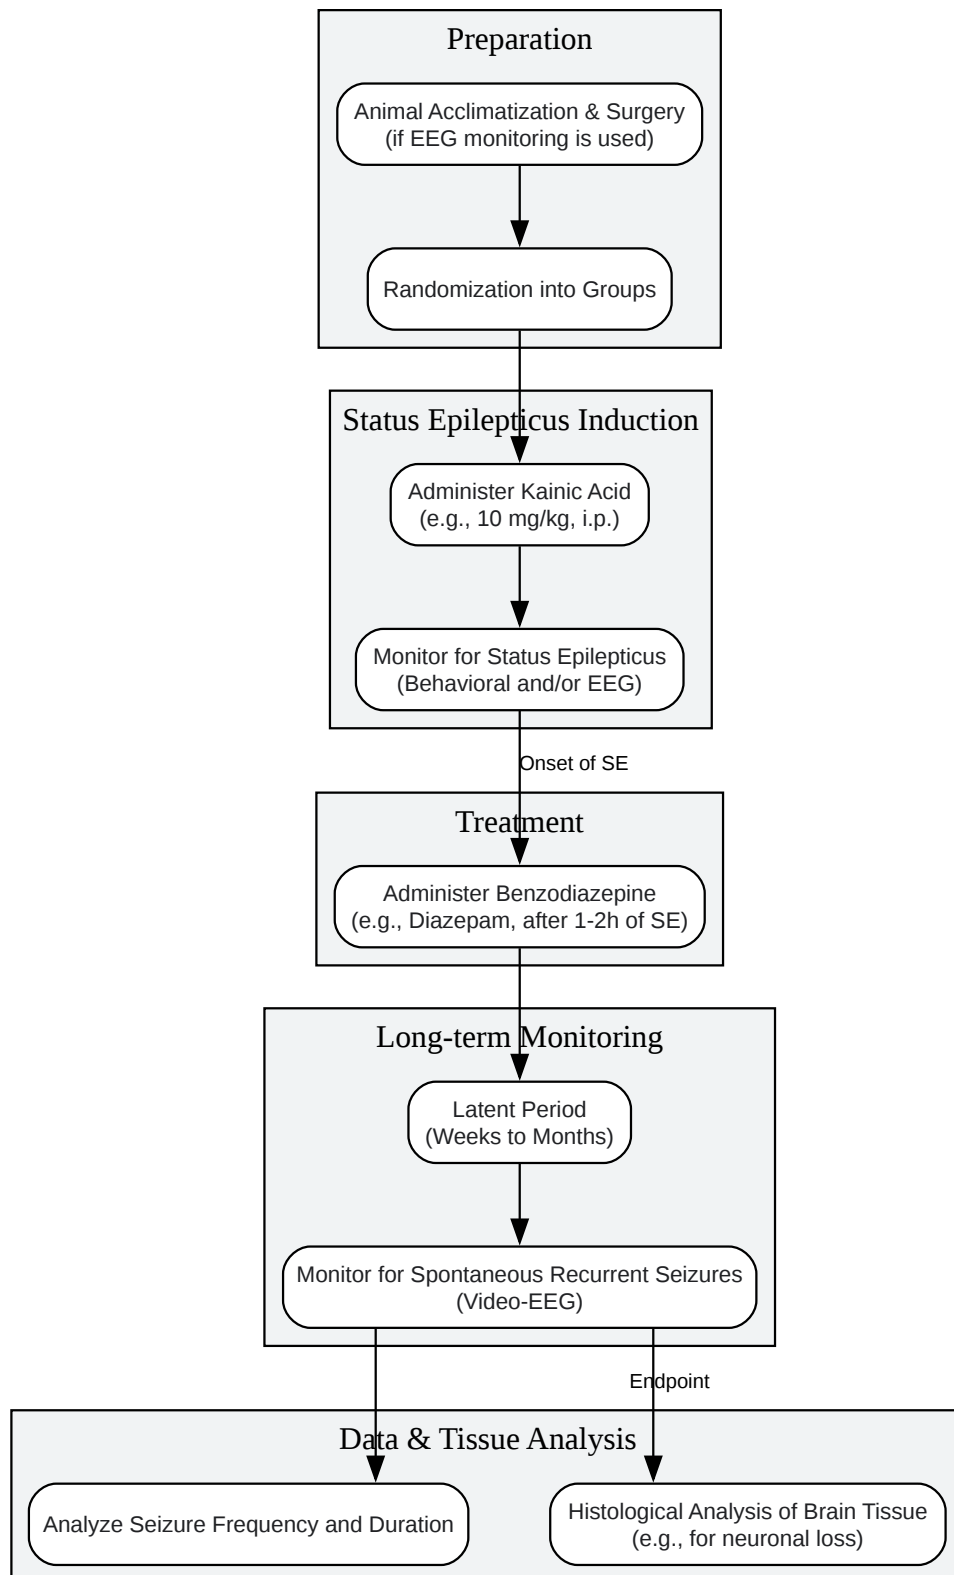 Preparation
Animal Acclimatization & Surgery
(if EEG monitoring is used)
Randomization into Groups
Status Epilepticus Induction
Administer Kainic Acid
(e.g., 10 mg/kg, i.p.)
Monitor for Status Epilepticus
(Behavioral and/or EEG)
Onset of SE
Treatment
Administer Benzodiazepine
(e.g., Diazepam, after 1-2h of SE)
Long-term Monitoring
Latent Period
(Weeks to Months)
Monitor for Spontaneous Recurrent Seizures
(Video-EEG)
Endpoint
Data & Tissue Analysis
Analyze Seizure Frequency and Duration
Histological Analysis of Brain Tissue
(e.g., for neuronal loss)